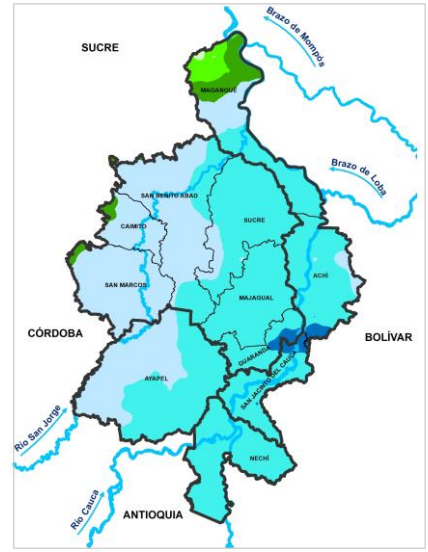 SUCRE
Brazo de Mompós
MAGANGUÉ
Brazo de Loba
SAN BENITO ABAD
SUCRE
CAIMITO
ACHÍ
SAN MARCOS
MAJAGUAL
CÓRDOBA
BOLÍVAR
GUARANDA
AYAPEL
SAN JACINTO DEL CAUCA
Río San Jorge
NECHÍ
Río Cauca
ANTIOQUIA